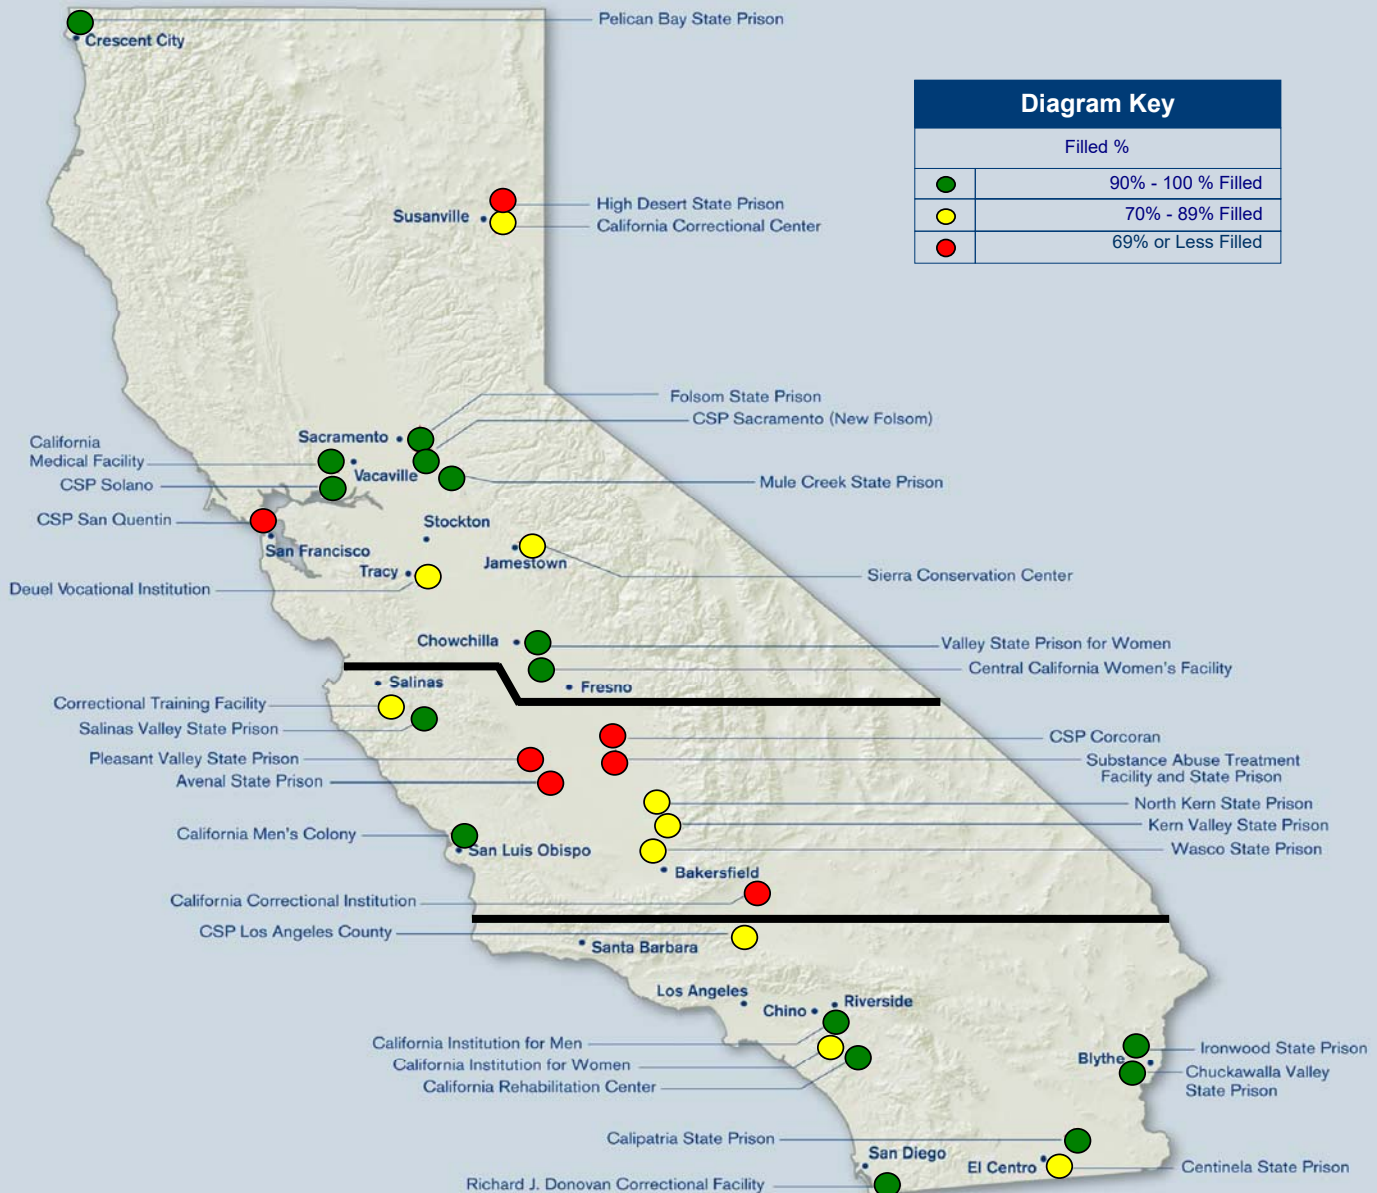 Pelican Bay State Prison
Crescent City
Diagram Key
Filled %
90% - 100 % Filled
70% - 89% Filled
69% or Less Filled
High Desert State Prison
Susanville
California Correctional Center
Folsom State Prison
CSP Sacramento (New Folsom)
Sacramento
California
Medical Facility
Vacaville
CSP Solano
Mule Creek State Prison
CSP San Quentin
Stockton
San Francisco
Jamestown
Tracy
Sierra Conservation Center
Deuel Vocational Institution
Chowchilla
Valley State Prison for Women
Central California Women's Facility
Salinas
Fresno
Correctional Training Facility
Salinas Valley State Prison
CSP Corcoran
Pleasant Valley State Prison
Substance Abuse Treatment
Facility and State Prison
Avenal State Prison
North Kern State Prison
Kern Valley State Prison
California Men's Colony
San Luis Obispo
Wasco State Prison
Bakersfield
California Correctional Institution
CSP Los Angeles County
Santa Barbara
Los Angeles
Riverside
Chino
California Institution for Men
Ironwood State Prison
Blythe
California Institution for Women
Chuckawalla Valley
State Prison
California Rehabilitation Center
Calipatria State Prison
San Diego
El Centro
Centinela State Prison
Richard J. Donovan Correctional Facility